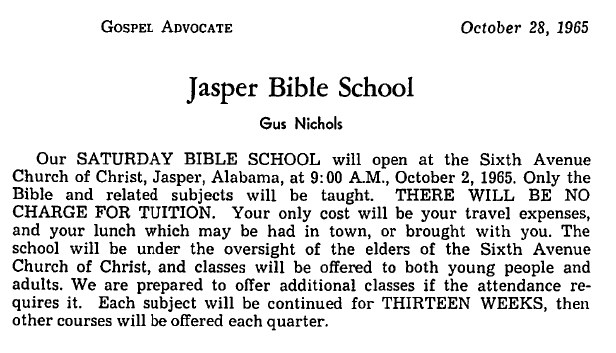 GOSPEL ADVOCATE October 28, 1965
Jasper Bible School
Gus Nichols
Our SATURDAY BIBLE SCHOOL will open at the Sixth Avenue
Church of Christ, Jasper, Alabama, at 9:00 A.M., October 2, 1965. Only the
Bible and related subjects will be taught. THERE WILL BE NO
CHARGE FOR TUITION. Your only cost will be your travel expenses,
and your lunch which may be had in town, or brought with you. The
school will be under the oversight of the elders of the Sixth Avenue
Church of Christ, and classes will be offered to both young people and
adults. We are prepared to offer additional classes if the attendance re-
quires it. Each subject will be continued for THIRTEEN WEEKS, then
other courses will be offered each quarter.